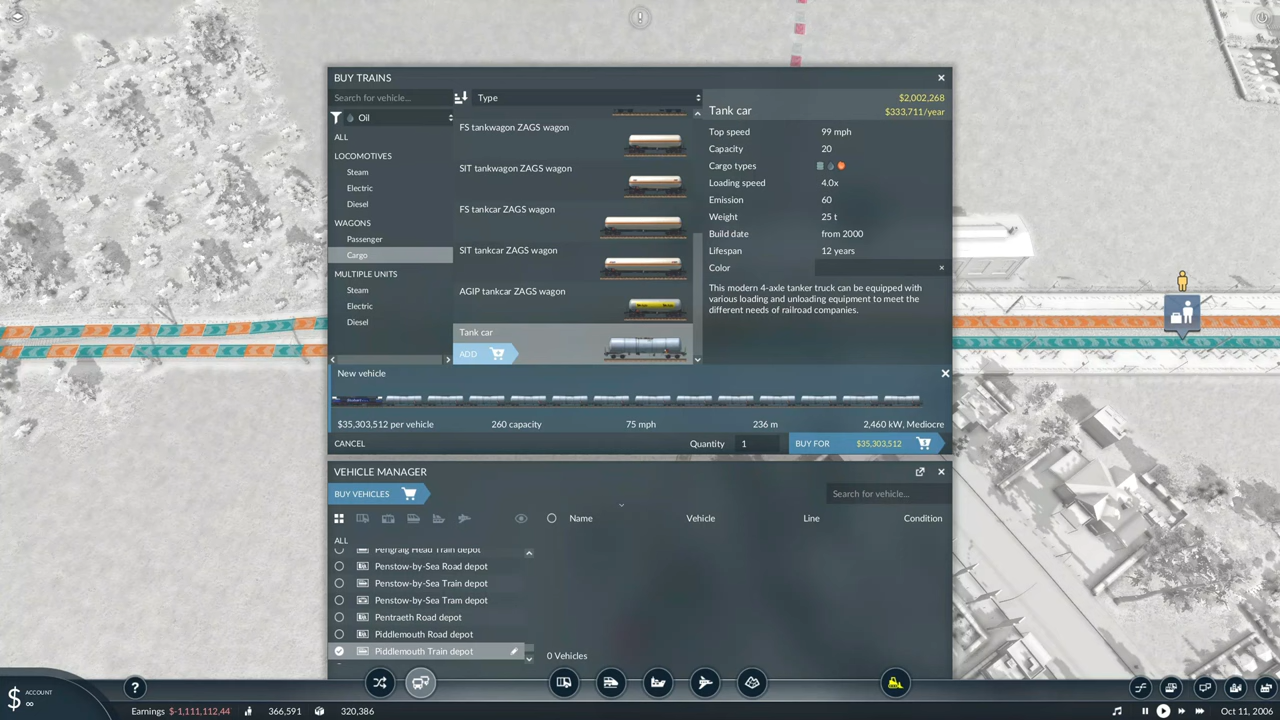 BUY TRAINS
Search for vehicle...
Type
Oil
ALL
LOCOMOTIVES
Steam
Electric
Diesel
WAGONS
Passenger
Cargo
MULTIPLE UNITS
Steam
Electric
Diesel
FS tankwagon ZAGS wagon
SIT tankwagon ZAGS wagon
FS tankcar ZAGS wagon
SIT tankcar ZAGS wagon
AGIP tankcar ZAGS wagon
Tank car
ADD
$2,002,268
Tank car
$333,711/year
Top speed 99 mph
Capacity 20
Cargo types
Loading speed 4.0x
Emission 60
Weight 25 t
Build date from 2000
Lifespan 12 years
Color
This modern 4-axle tanker truck can be equipped with
various loading and unloading equipment to meet the
different needs of railroad companies.
New vehicle
$35,303,512 per vehicle 260 capacity 75 mph 236 m 2,460 kW, Mediocre
CANCEL Quantity 1 BUY FOR $35,303,512
VEHICLE MANAGER
BUY VEHICLES
Search for vehicle...
Name Vehicle Line Condition
ALL
Pengraig Head Train depot
Penstow-by-Sea Road depot
Penstow-by-Sea Train depot
Penstow-by-Sea Tram depot
Pentraeth Road depot
Piddlemouth Road depot
Piddlemouth Train depot
0 Vehicles
$ ACCOUNT
∞
?
Earnings $-1,111,112,44 366,591 320,386 Oct 11, 2006